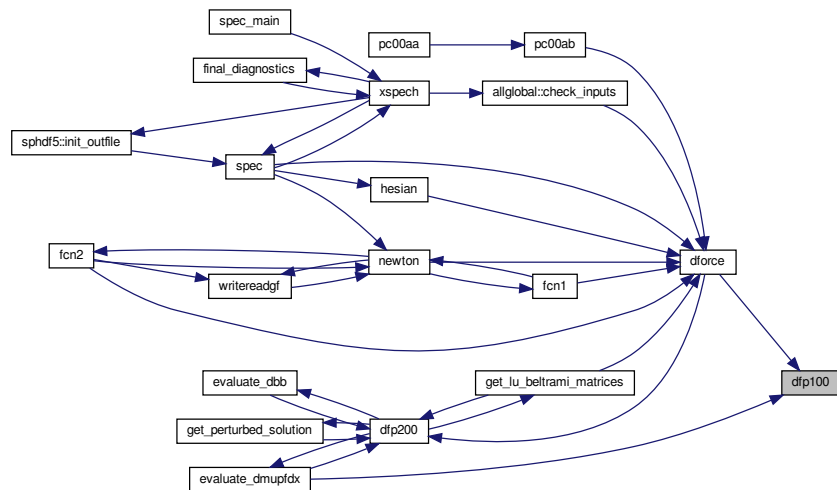 spec_main
pc00aa
pc00ab
final_diagnostics
xspech
allglobal::check_inputs
sphdf5::init_outfile
spec
hesian
fcn2
newton
dforce
writereadgf
fcn1
evaluate_dbb
get_lu_beltrami_matrices
dfp100
get_perturbed_solution
dfp200
evaluate_dmupfdx